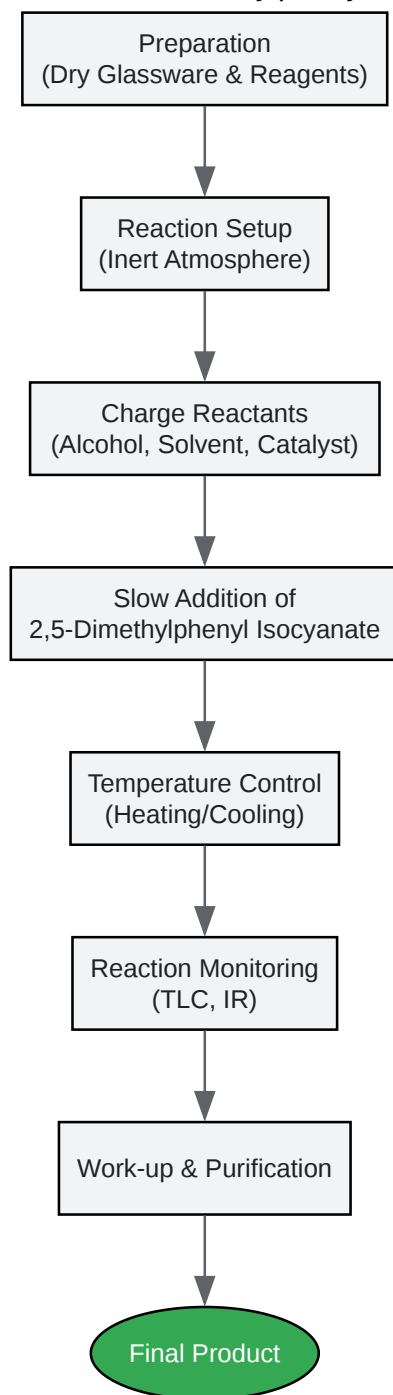 Preparation
(Dry Glassware & Reagents)
Reaction Setup
(Inert Atmosphere)
Charge Reactants
(Alcohol, Solvent, Catalyst)
Slow Addition of
2,5-Dimethylphenyl Isocyanate
Temperature Control
(Heating/Cooling)
Reaction Monitoring
(TLC, IR)
Work-up & Purification
Final Product